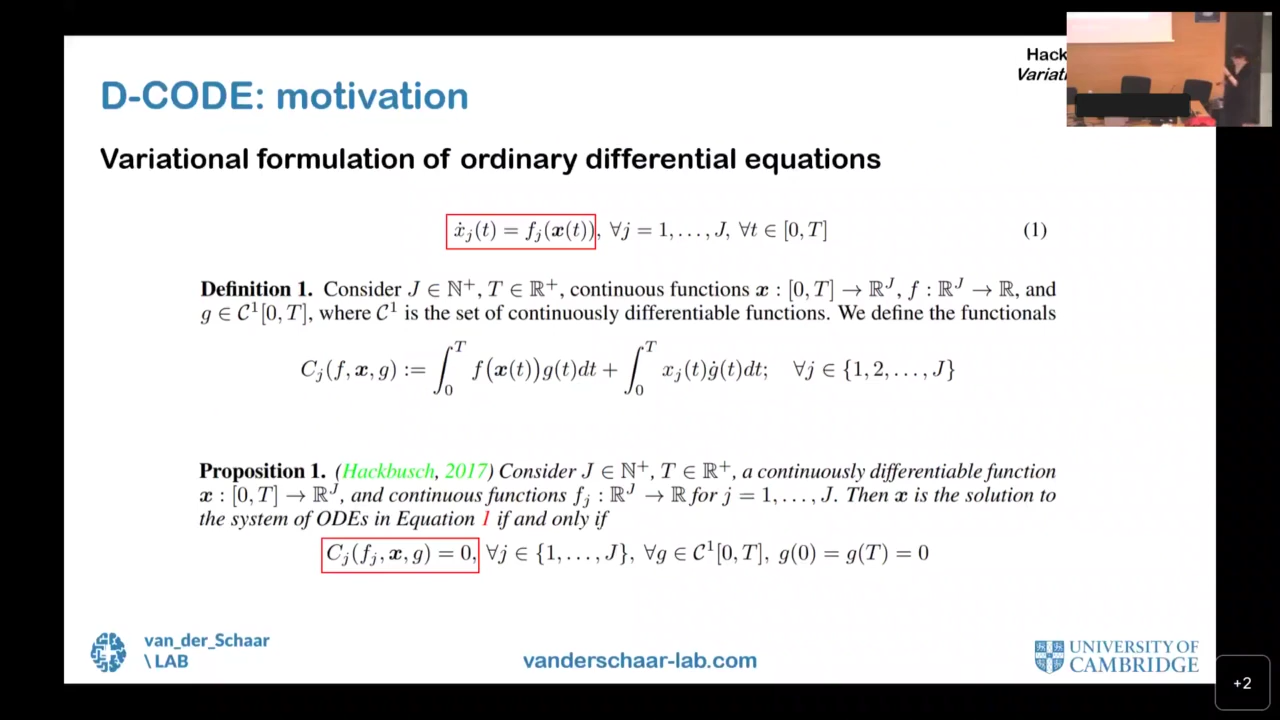 Hack
Variati
D-CODE: motivation
Variational formulation of ordinary differential equations
ẋ_j(t) = f_j(𝒙(t)), ∀j = 1, . . . , J, ∀t ∈ [0, T] (1)
Definition 1. Consider J ∈ ℕ⁺, T ∈ ℝ⁺, continuous functions 𝒙 : [0, T] → ℝ^J, f : ℝ^J → ℝ, and
g ∈ 𝒞¹[0, T], where 𝒞¹ is the set of continuously differentiable functions. We define the functionals
C_j(f, 𝒙, g) := ∫₀ᵀ f(𝒙(t))g(t)dt + ∫₀ᵀ x_j(t)ġ(t)dt; ∀j ∈ {1, 2, . . . , J}
Proposition 1. (Hackbusch, 2017) Consider J ∈ ℕ⁺, T ∈ ℝ⁺, a continuously differentiable function
𝒙 : [0, T] → ℝ^J, and continuous functions f_j : ℝ^J → ℝ for j = 1, . . . , J. Then 𝒙 is the solution to
the system of ODEs in Equation 1 if and only if
C_j(f_j, 𝒙, g) = 0, ∀j ∈ {1, . . . , J}, ∀g ∈ 𝒞¹[0, T], g(0) = g(T) = 0
van_der_Schaar
\ LAB
vanderschaar-lab.com
UNIVERSITY OF
CAMBRIDGE
+2